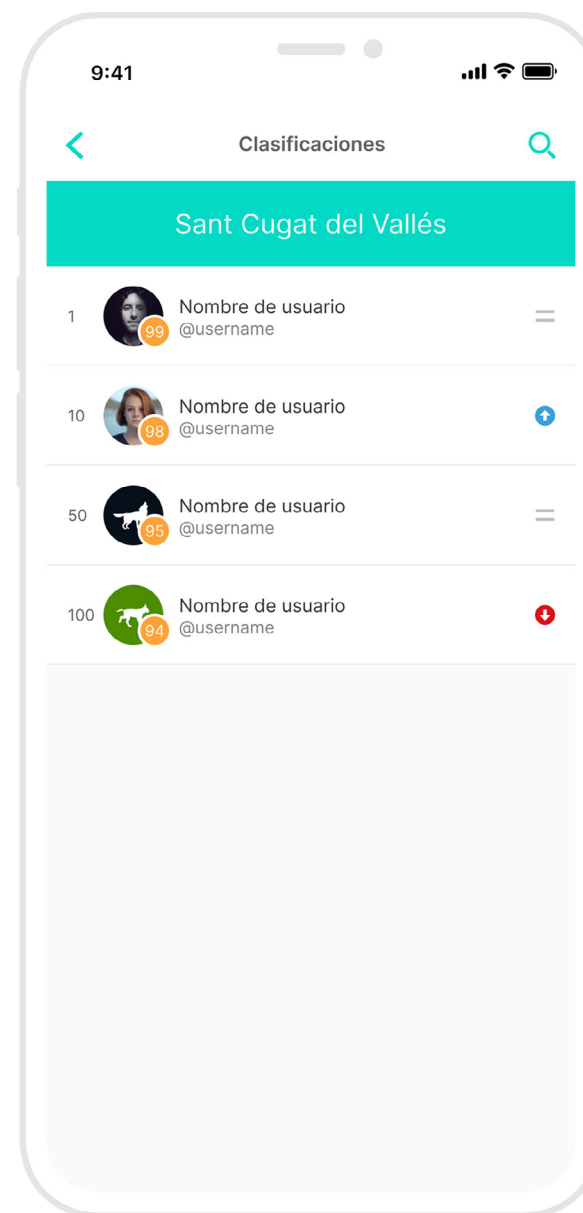 9:41
Clasificaciones
Sant Cugat del Vallés
1
99
Nombre de usuario
@username
10
98
Nombre de usuario
@username
50
95
Nombre de usuario
@username
100
94
Nombre de usuario
@username